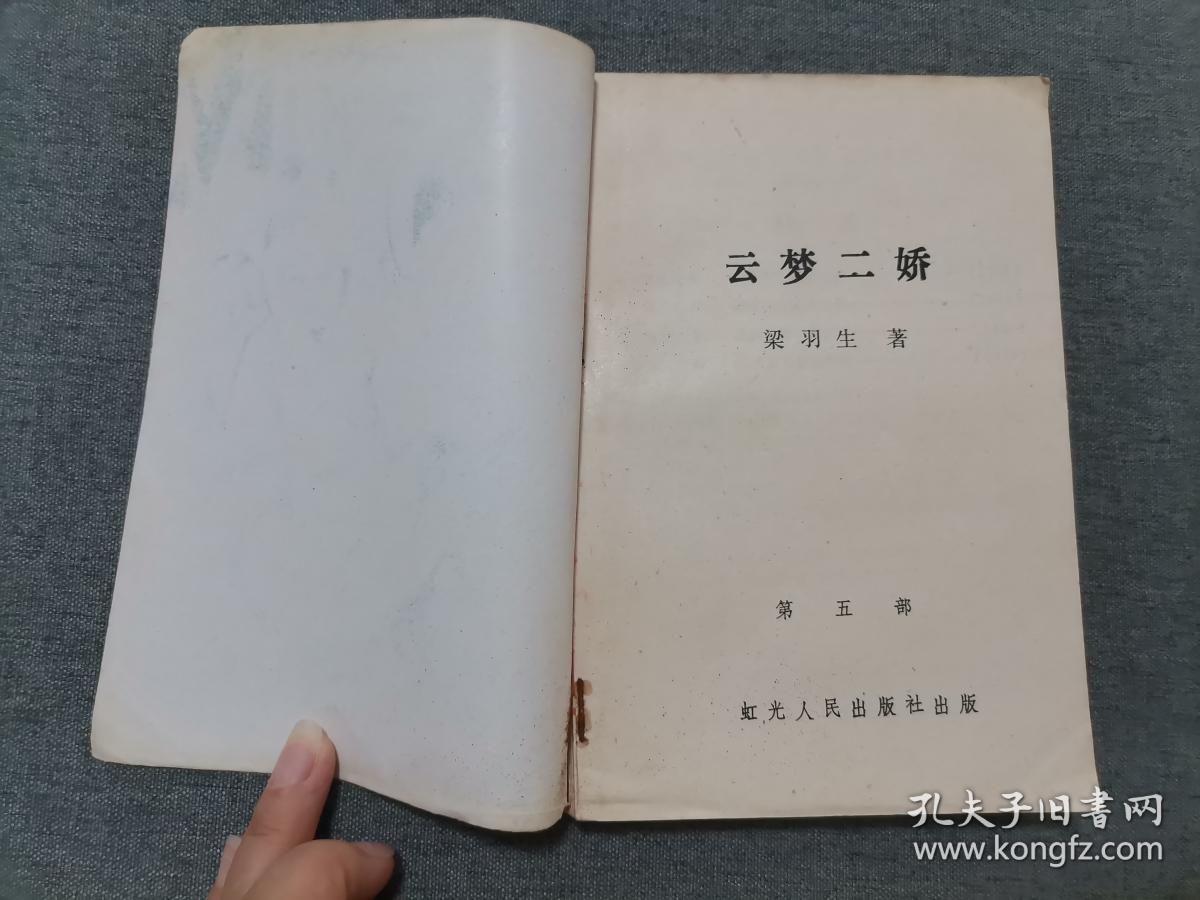 云梦二娇
梁羽生 著
第五部
虹光人民出版社出版
孔夫子旧书网
www.kongfz.com